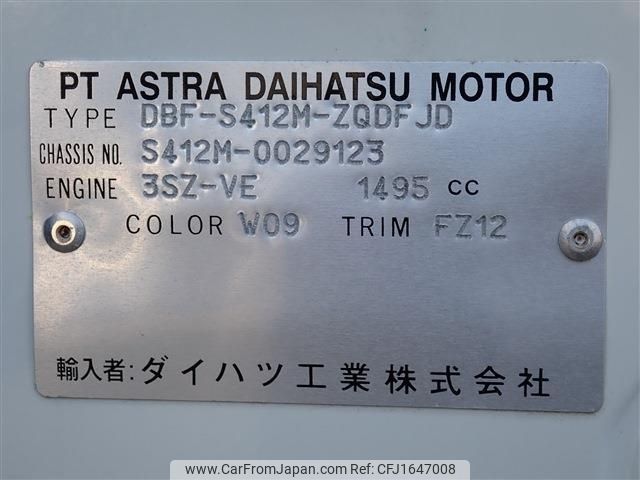 PT ASTRA DAIHATSU MOTOR
TYPE DBF-S412M-ZQDFJD
CHASSIS NO. S412M-0029123
ENGINE 3SZ-VE 1495 cc
COLOR W09 TRIM FZ12
輸入者: ダイハツ工業株式会社
www.CarFromJapan.com - CFJ1647008